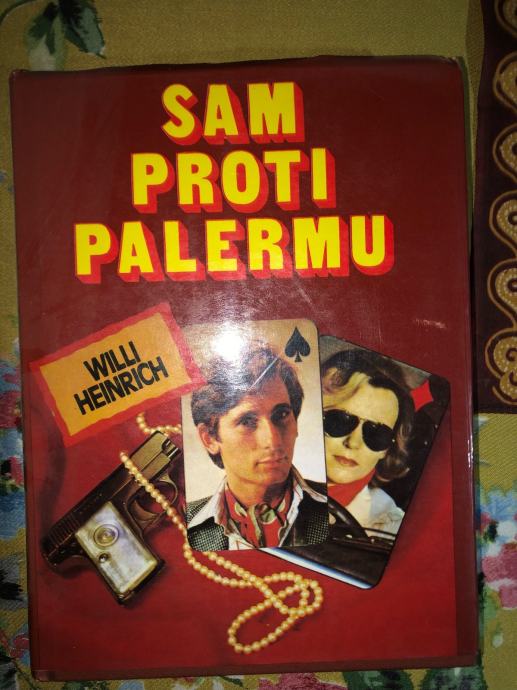 SAM
PROTI
PALERMU
WILLI
HEINRICH